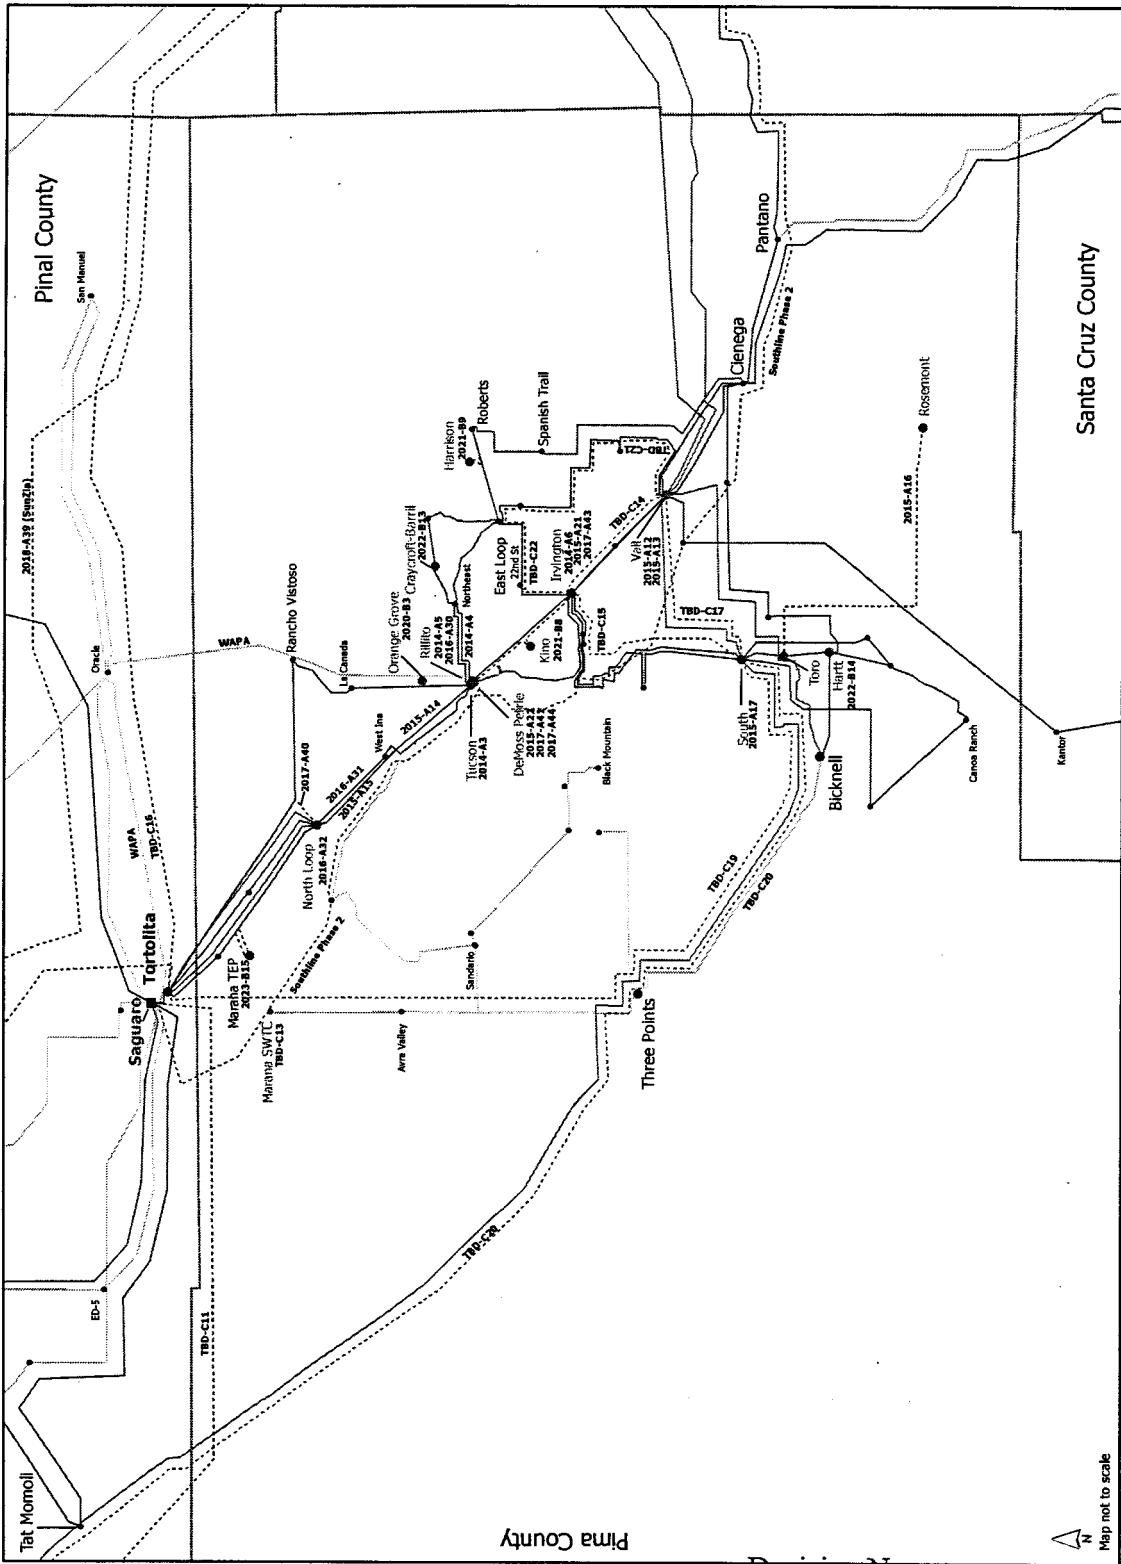 Pinal County
San Manuel
2018-A39 (SunZia)
Oracle
WAPA
Rancho Vistoso
La Canada
WAPA
TBD-C16
2017-A40
Saguaro
Tortolita
Marana TEP
2023-B15
North Loop
2016-A32
2016-A31
2015-A15
2015-A14
West Ina
Orange Grove
2020-B3
Rillito
2014-A5
2016-A30
2014-A4
Craycroft-Barril
2022-B13
Northeast
Harrison
2021-B9
Roberts
Spanish Trail
East Loop
22nd St
TBD-C22
Irvington
2014-A6
2015-A21
2017-A43
TBD-C14
TBD-C21
Vail
2015-A12
2015-A13
Cienega
Pantano
Southline Phase 2
Tucson
2014-A3
DeMoss Petrie
2015-A22
2017-A41
2017-A44
Kino
2021-B8
TBD-C15
TBD-C17
Black Mountain
South
2015-A17
Toro
Hartt
2022-B14
Bicknell
2015-A16
Rosemont
Santa Cruz County
Canoa Ranch
Kantor
Southline Phase 2
Marana SWTC
TBD-C13
Avra Valley
Sandario
Three Points
TBD-C19
TBD-C20
TBD-C20
TBD-C11
ED-5
Tat Momoli
Pima County
N
Map not to scale